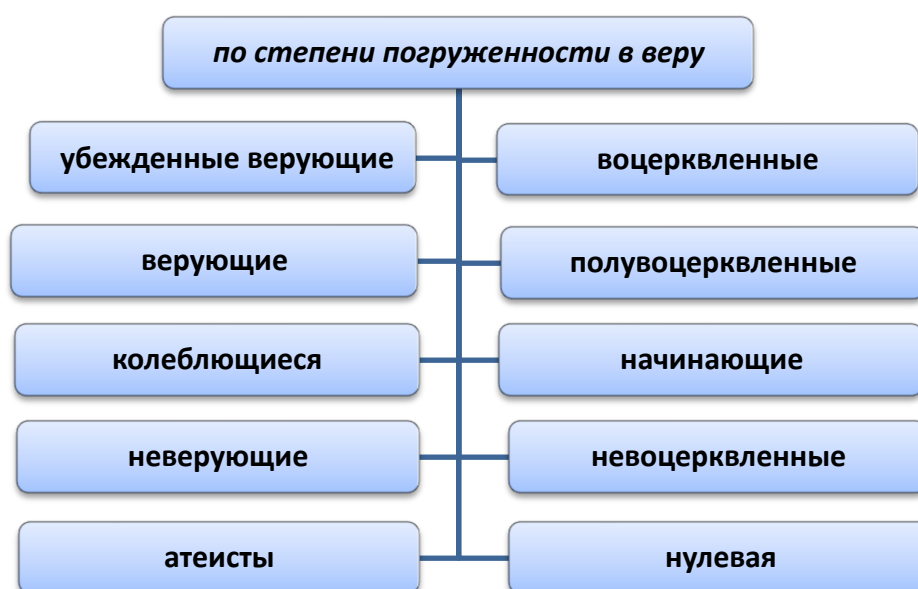 по степени погруженности в веру
убежденные верующие
воцерквленные
верующие
полувоцерквленные
колеблющиеся
начинающие
неверующие
невоцерквленные
атеисты
нулевая